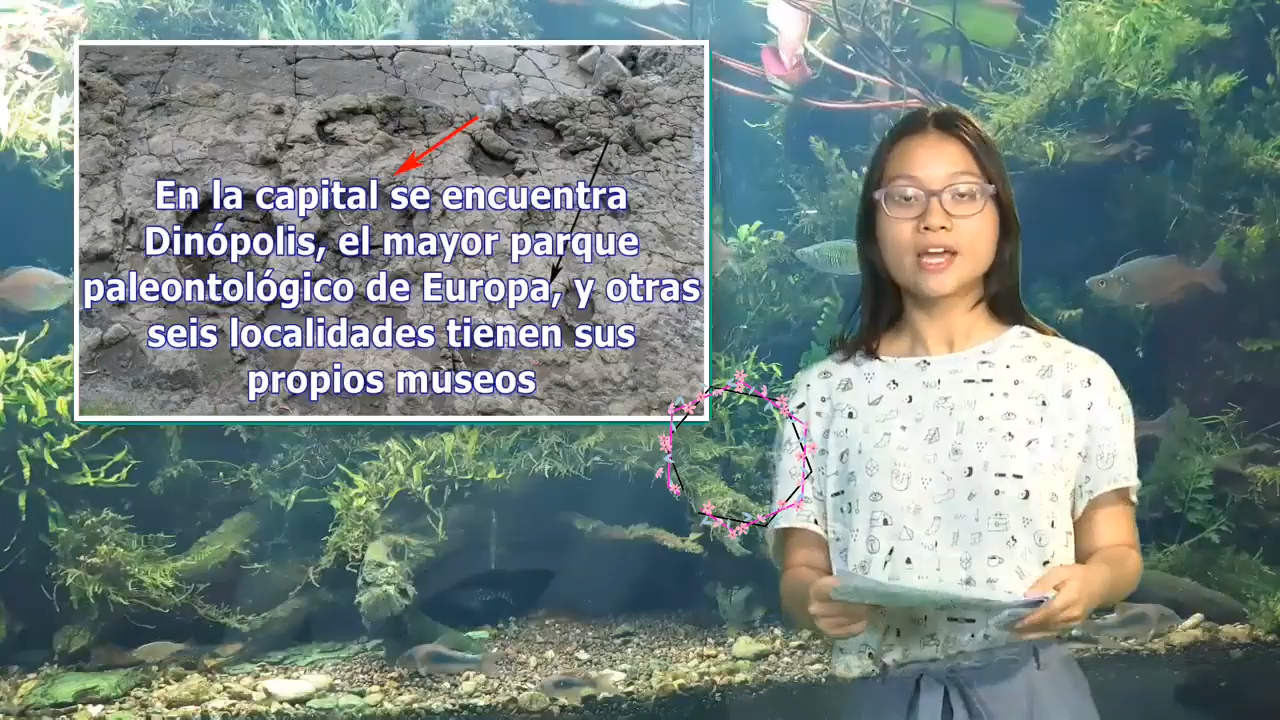 En la capital se encuentra
Dinópolis, el mayor parque
paleontológico de Europa, y otras
seis localidades tienen sus
propios museos
NO!